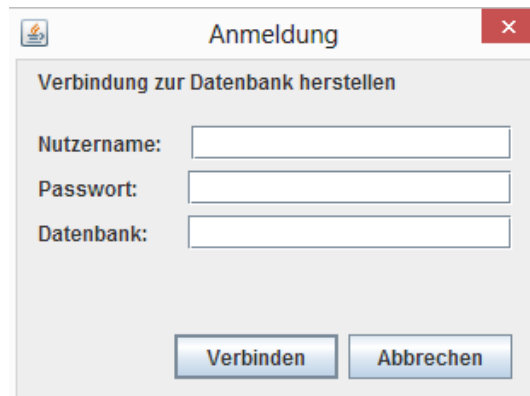 Anmeldung
Verbindung zur Datenbank herstellen
Nutzername:
Passwort:
Datenbank:
Verbinden Abbrechen